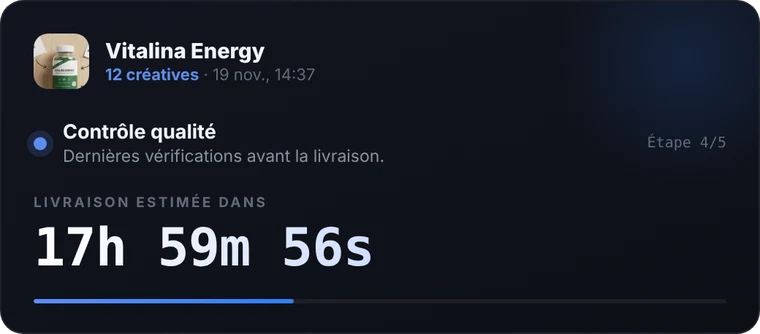 Vitalina Energy
12 créatives · 19 nov., 14:37
Contrôle qualité
Dernières vérifications avant la livraison.
Étape 4/5
LIVRAISON ESTIMÉE DANS
17h 59m 56s